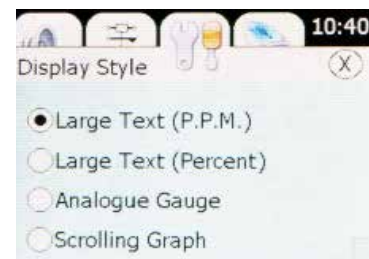 10:40
Display Style
X
Large Text (P.P.M.)
Large Text (Percent)
Analogue Gauge
Scrolling Graph